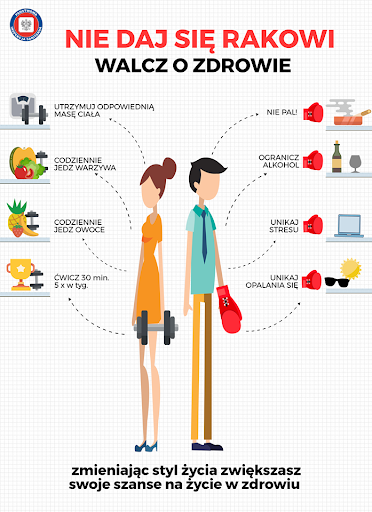 NIE DAJ SIĘ RAKOWI
WALCZ O ZDROWIE
UTRZYMUJ ODPOWIEDNIĄ
MASĘ CIAŁA
CODZIENNIE
JEDZ WARZYWA
CODZIENNIE
JEDZ OWOCE
ĆWICZ 30 min.
5 x w tyg.
NIE PAL!
OGRANICZ
ALKOHOL
UNIKAJ
STRESU
UNIKAJ
OPALANIA SIĘ
zmieniając styl życia zwiększasz
swoje szanse na życie w zdrowiu